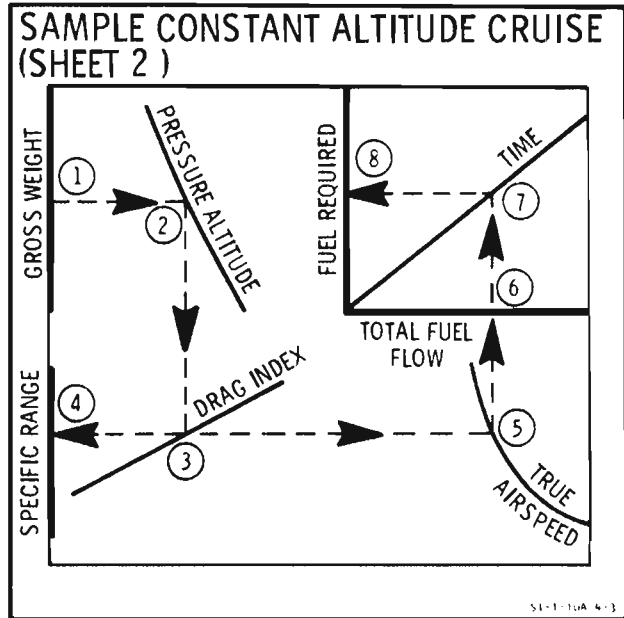 SAMPLE CONSTANT ALTITUDE CRUISE
(SHEET 2)
GROSS WEIGHT
1
2
PRESSURE ALTITUDE
FUEL REQUIRED
8
TIME
7
6
TOTAL FUEL
FLOW
SPECIFIC RANGE
4
DRAG INDEX
3
5
TRUE
AIRSPEED